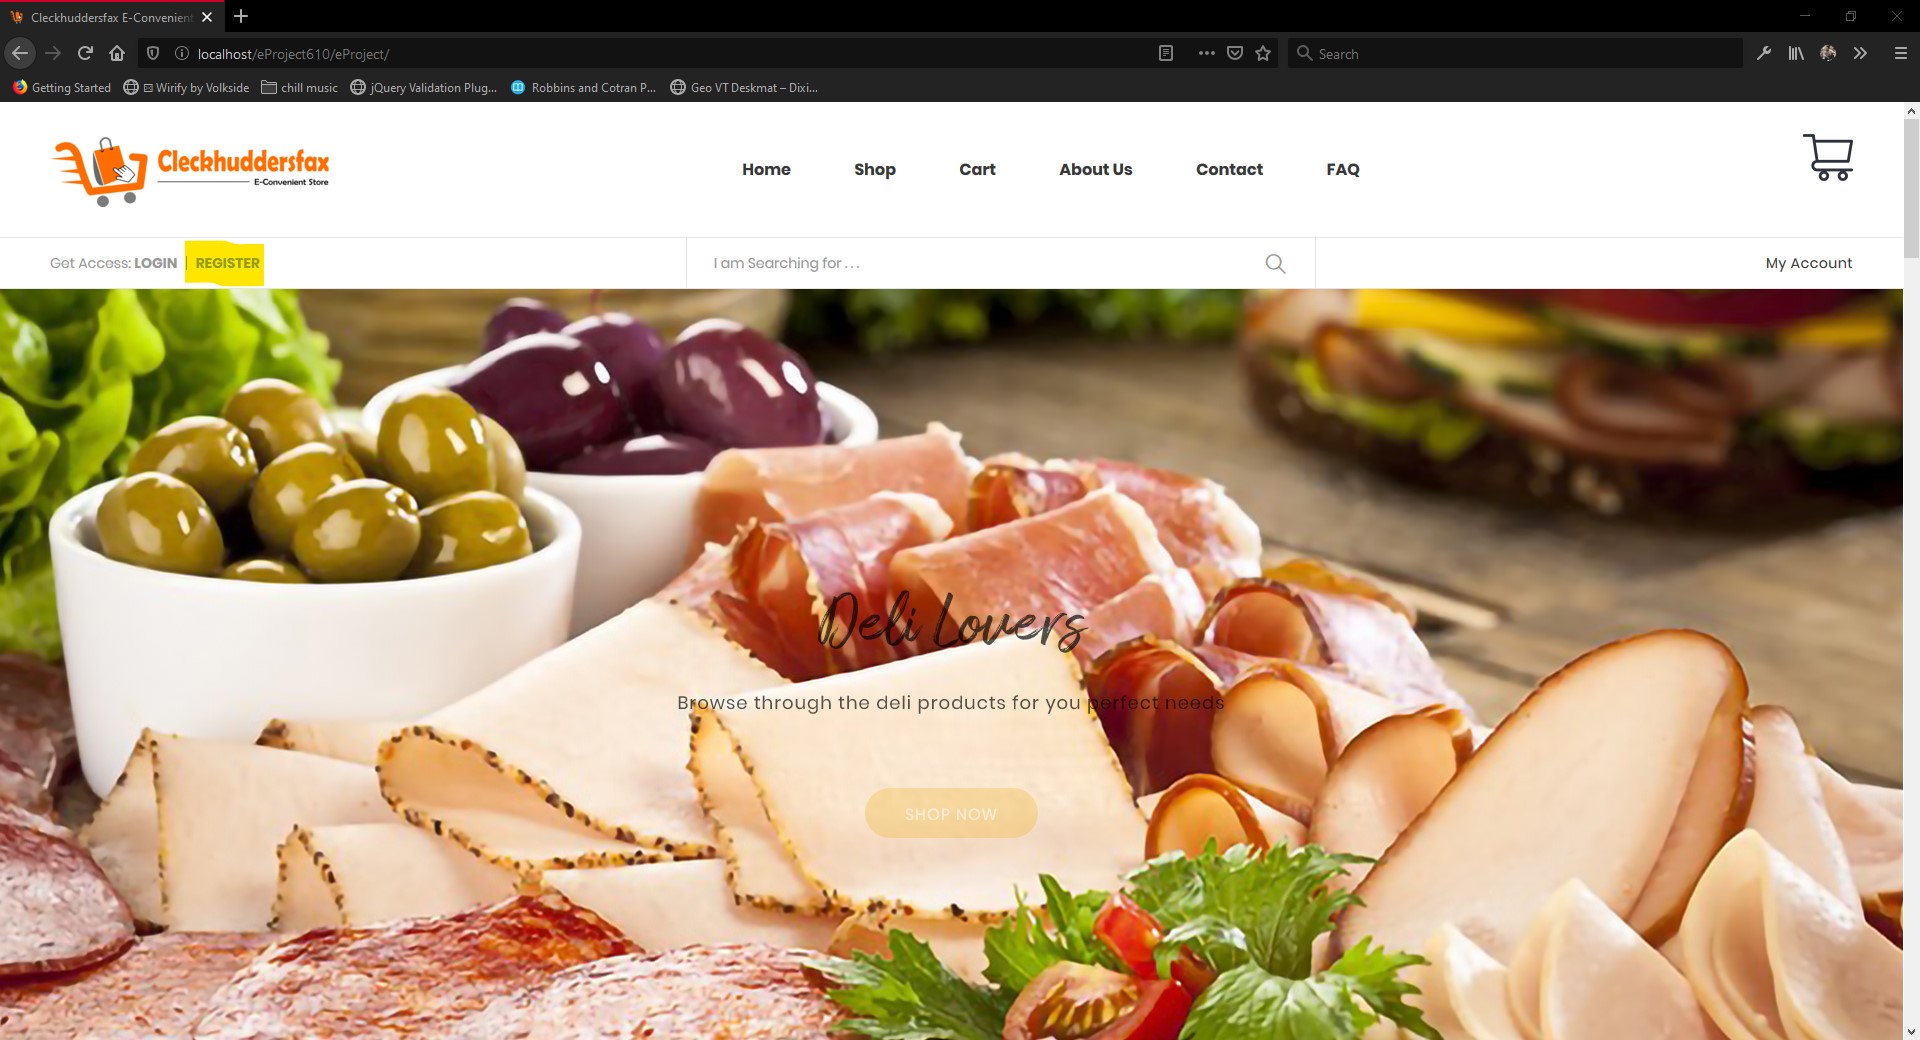 Cleckhuddersfax E-Convenient
localhost/eProject610/eProject/
Search
Getting Started
Wirify by Volkside
chill music
jQuery Validation Plug...
Robbins and Cotran P...
Geo VT Deskmat – Dixi...
Cleckhuddersfax
E-Convenient Store
Home
Shop
Cart
About Us
Contact
FAQ
Get Access: LOGIN | REGISTER
I am Searching for . . .
My Account
Deli Lovers
Browse through the deli products for you perfect needs
SHOP NOW